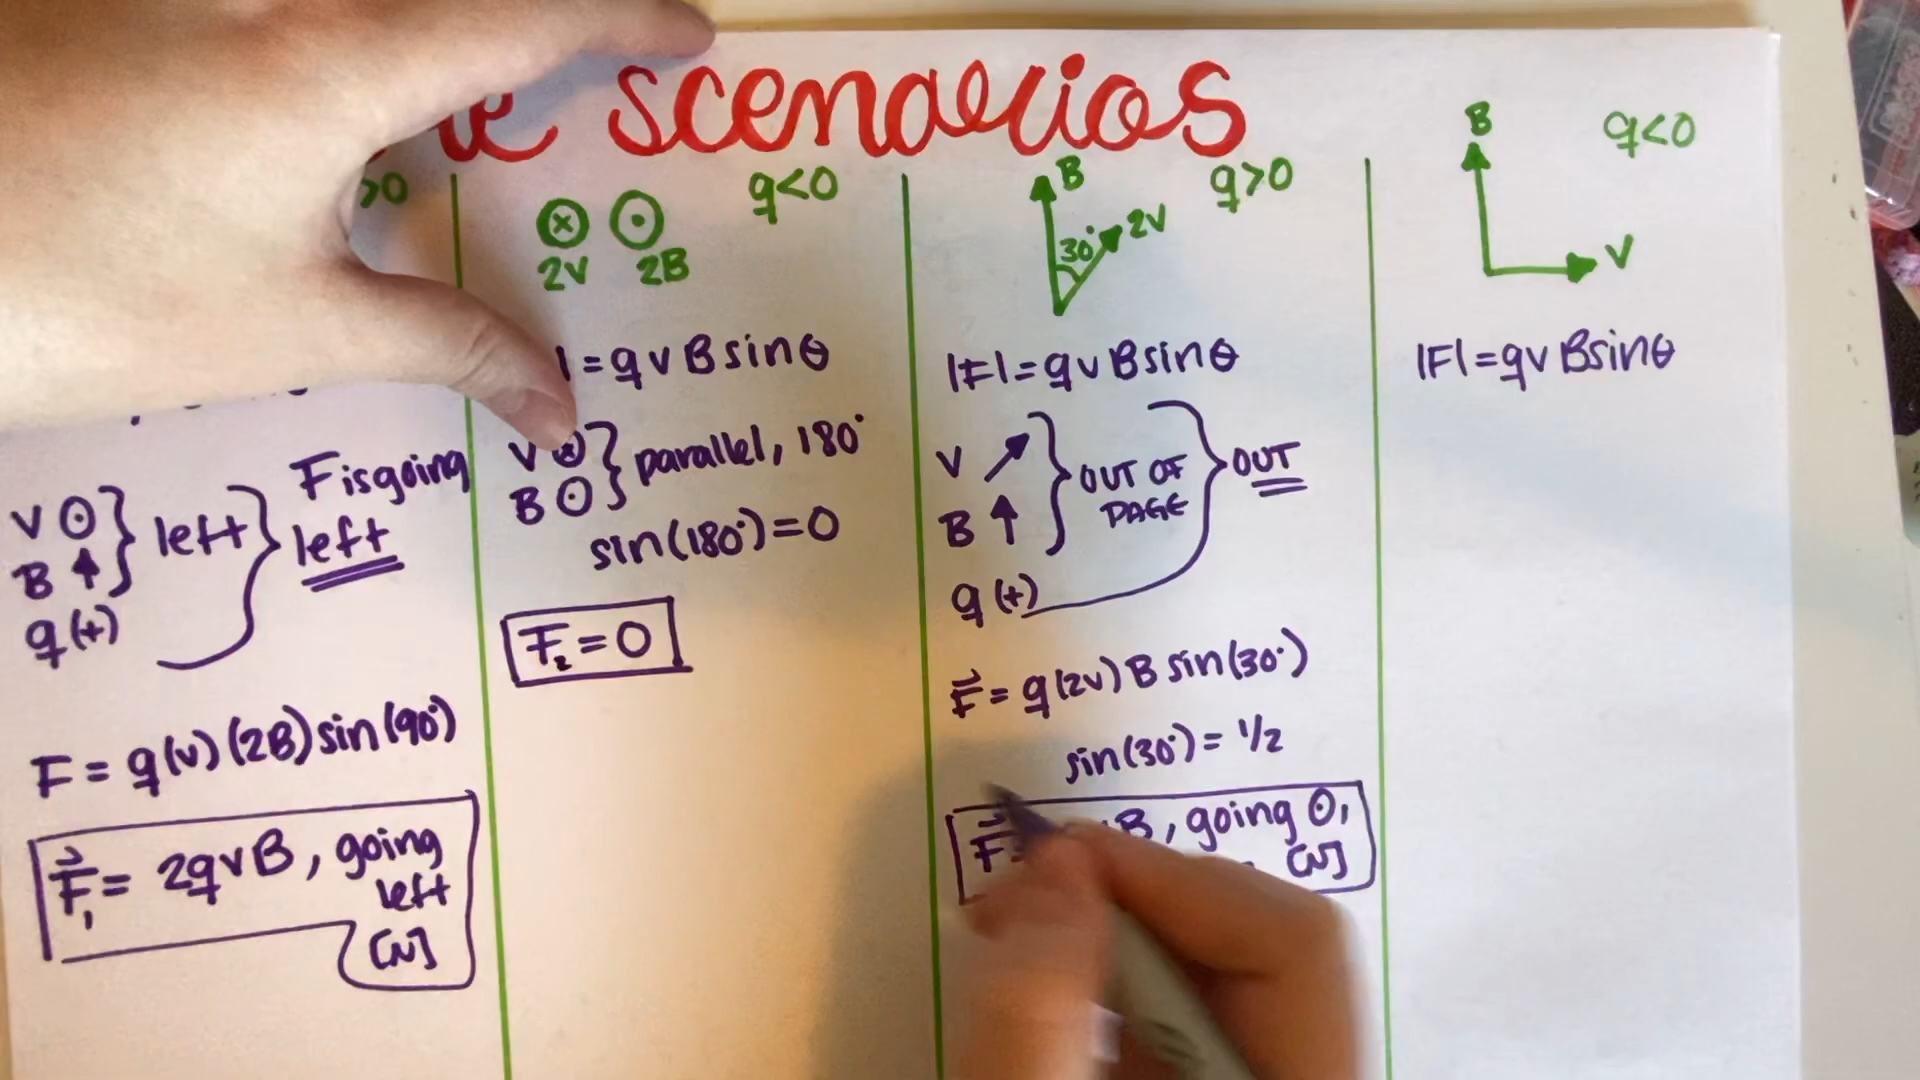 scenarios
>0
q<0
2V 2B
B
30°
2V
q>0
B
q<0
V
V
B
q(+)
left
F is going
left
F = q(v)(2B)sin(90°)
F₁ = 2qvB, going
left
[N]
| = qvBsinθ
V
B
parallel, 180°
sin(180°)=0
F₂ = 0
|F| = qvBsinθ
V
B
q(+)
OUT OF
PAGE
OUT
F = q(2v)Bsin(30°)
sin(30°) = 1/2
B, going ⊙,
[N]
|F| = qvBsinθ